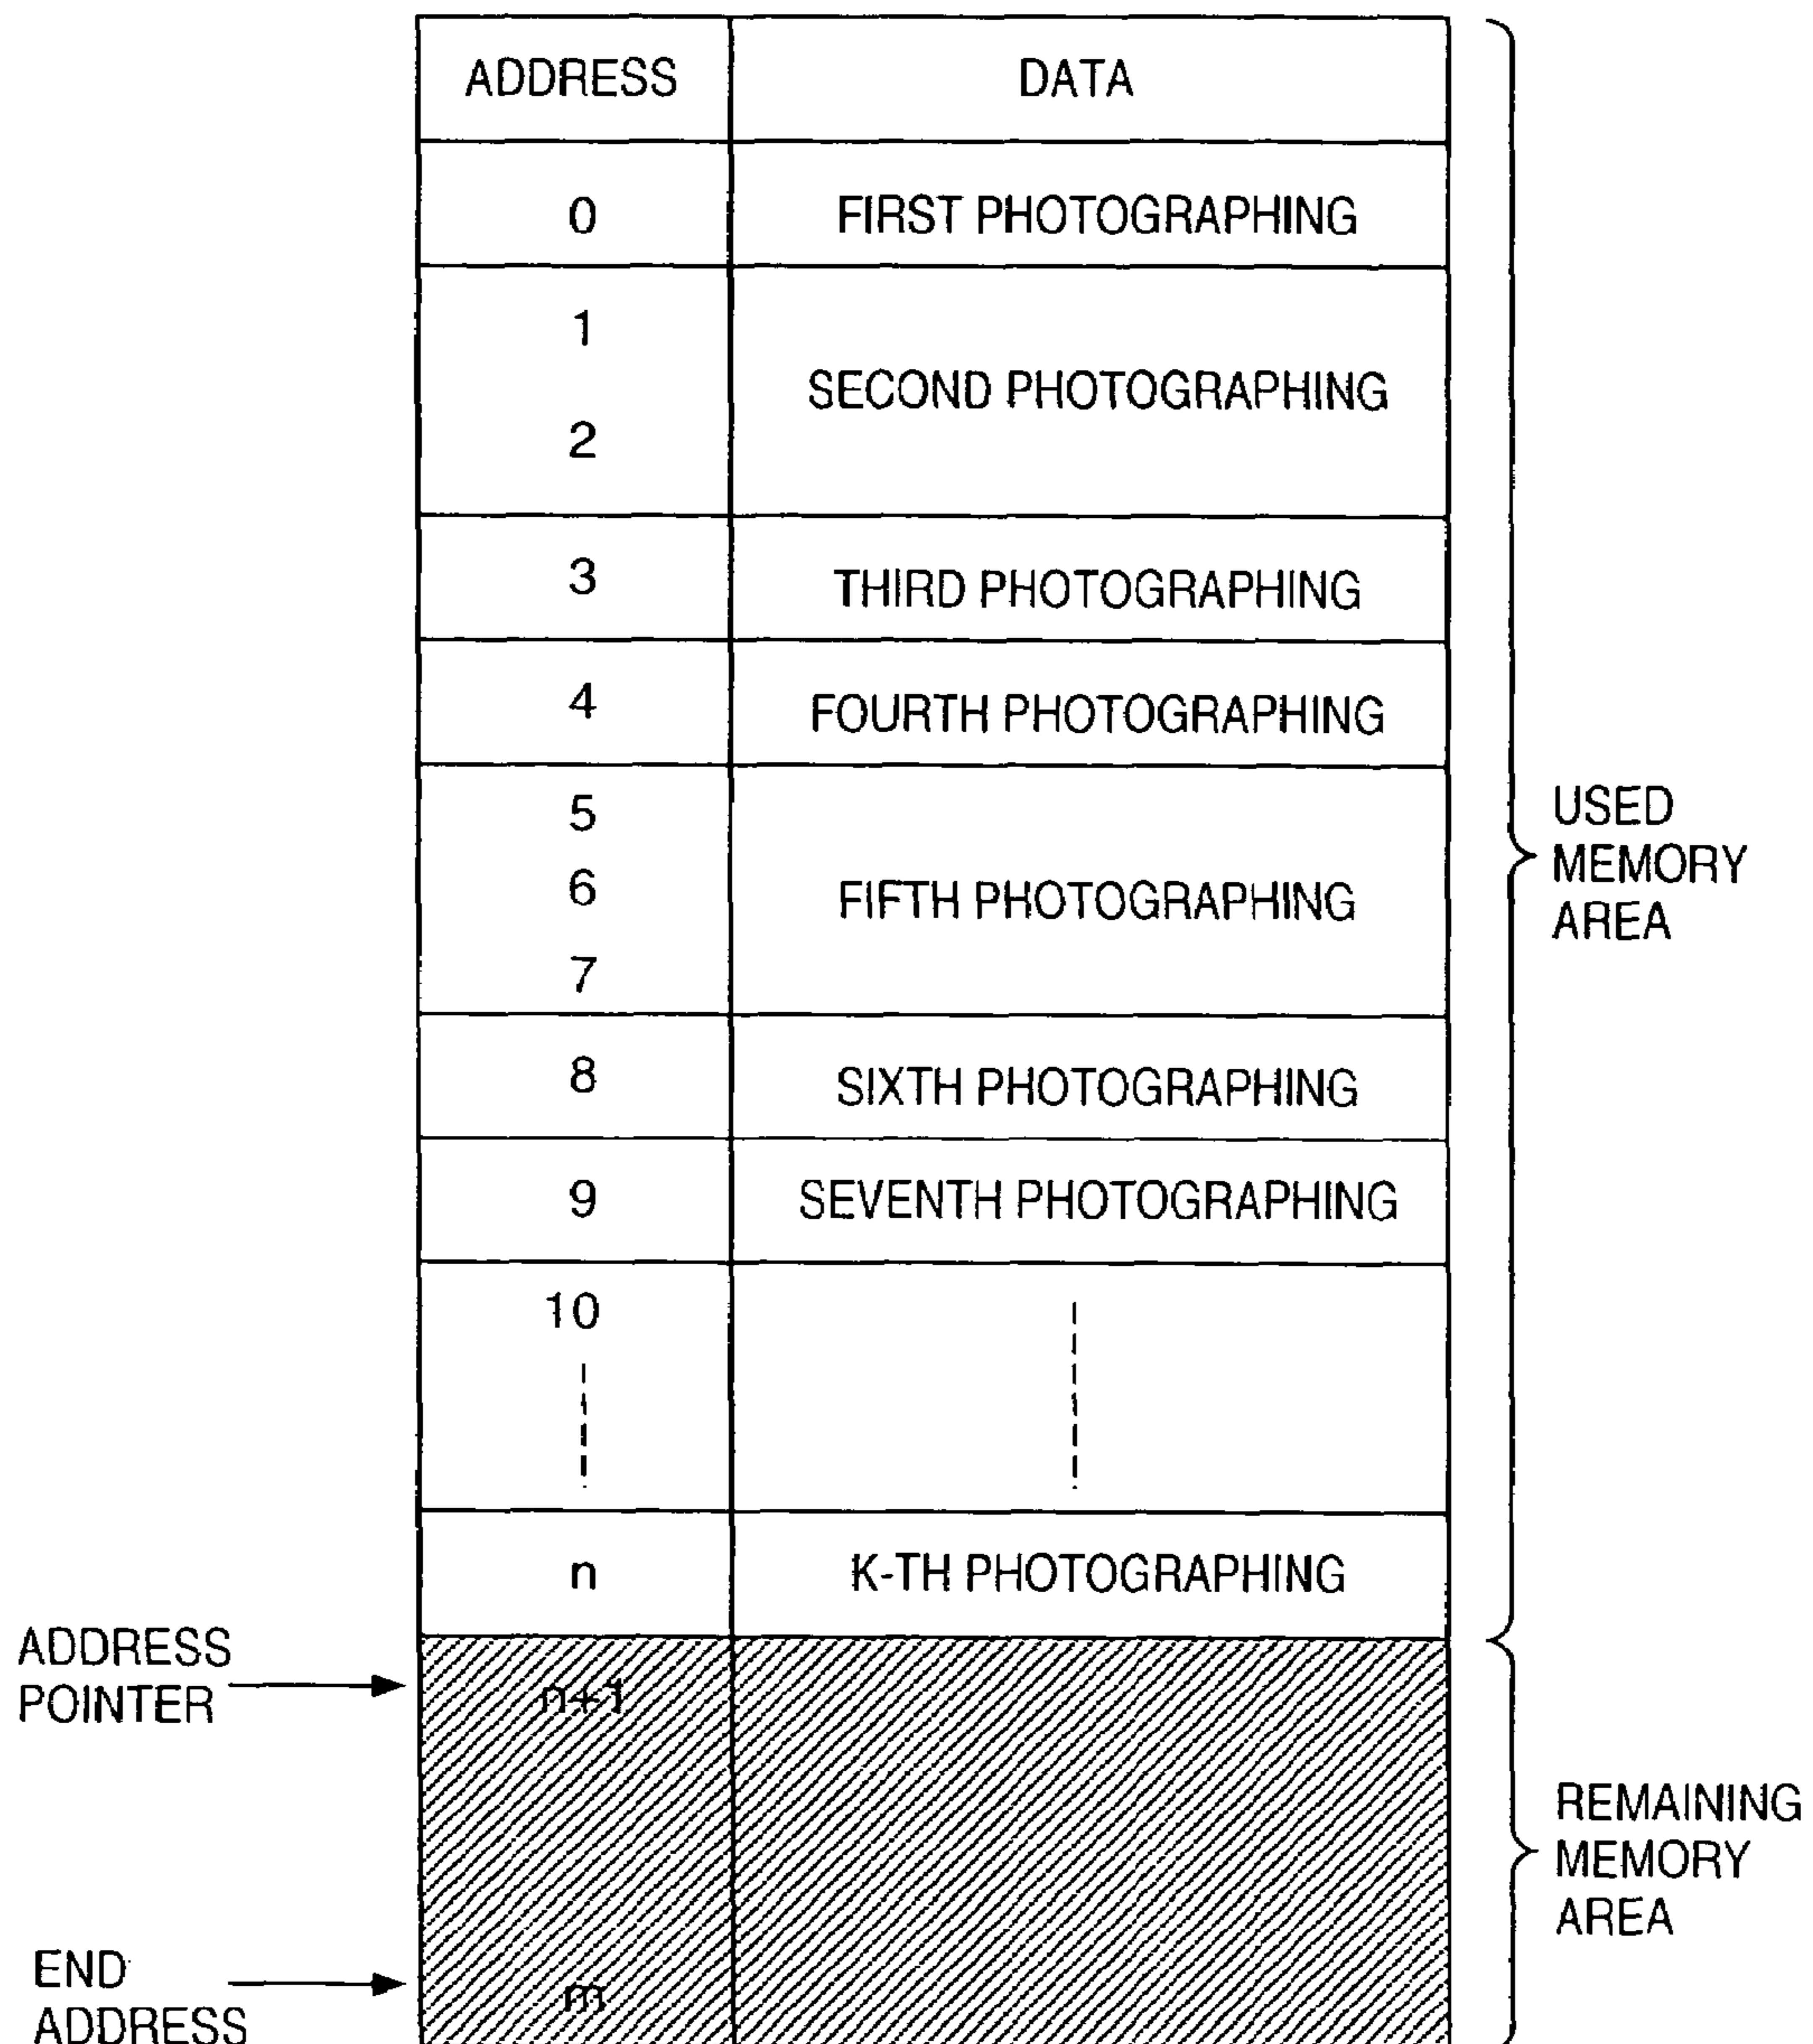 ADDRESS DATA
0 FIRST PHOTOGRAPHING
1
SECOND PHOTOGRAPHING
2
3 THIRD PHOTOGRAPHING
4 FOURTH PHOTOGRAPHING
5
6 FIFTH PHOTOGRAPHING
7
8 SIXTH PHOTOGRAPHING
9 SEVENTH PHOTOGRAPHING
10
n K-TH PHOTOGRAPHING
n+1
m
USED
MEMORY
AREA
ADDRESS
POINTER
REMAINING
MEMORY
AREA
END
ADDRESS